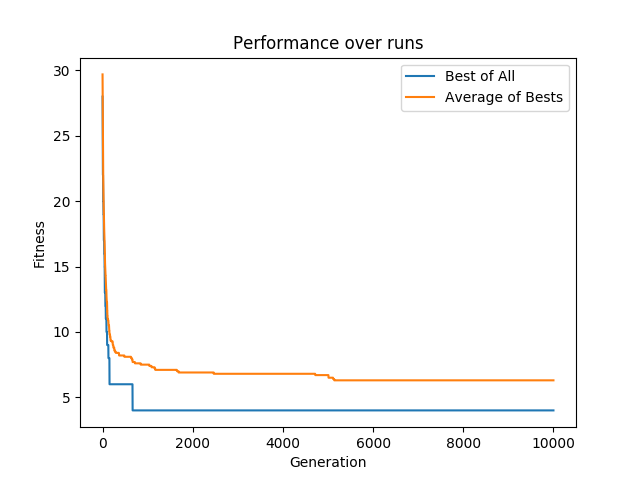 Performance over runs
Best of All
Average of Bests
30
25
20
15
10
5
Fitness
0 2000 4000 6000 8000 10000
Generation